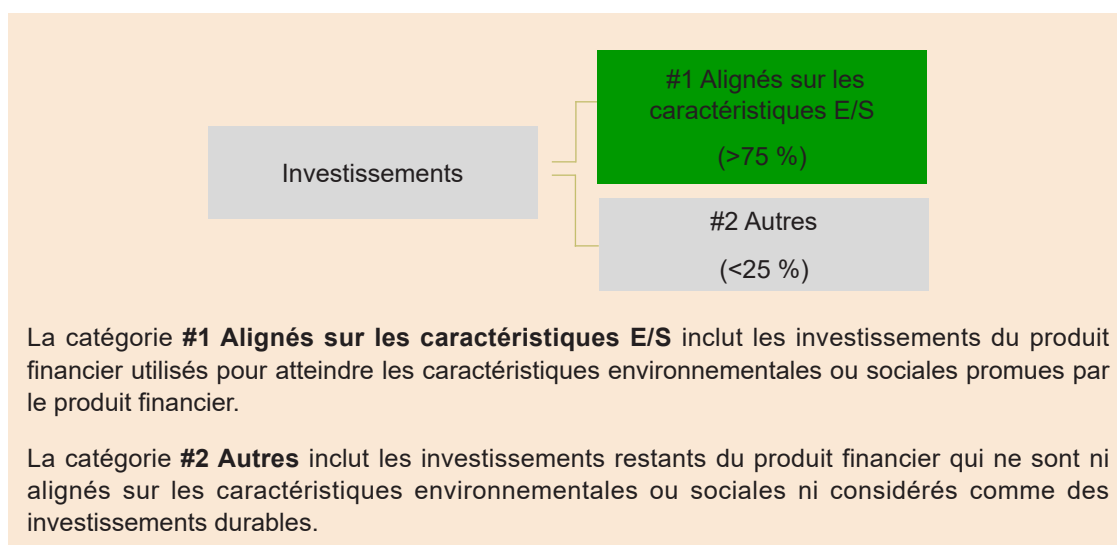 #1 Alignés sur les
caractéristiques E/S
(>75 %)
Investissements
#2 Autres
(<25 %)
La catégorie #1 Alignés sur les caractéristiques E/S inclut les investissements du produit
financier utilisés pour atteindre les caractéristiques environnementales ou sociales promues par
le produit financier.
La catégorie #2 Autres inclut les investissements restants du produit financier qui ne sont ni
alignés sur les caractéristiques environnementales ou sociales ni considérés comme des
investissements durables.